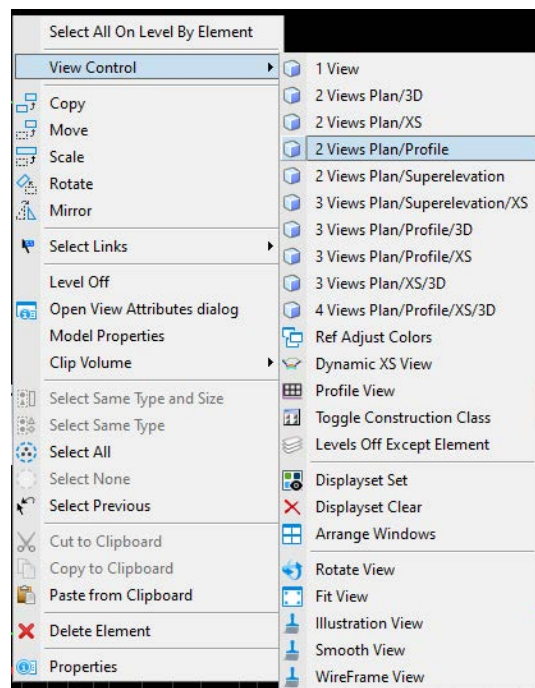 Select All On Level By Element
View Control
Copy
Move
Scale
Rotate
Mirror
Select Links
Level Off
Open View Attributes dialog
Model Properties
Clip Volume
Select Same Type and Size
Select Same Type
Select All
Select None
Select Previous
Cut to Clipboard
Copy to Clipboard
Paste from Clipboard
Delete Element
Properties
1 View
2 Views Plan/3D
2 Views Plan/XS
2 Views Plan/Profile
2 Views Plan/Superelevation
3 Views Plan/Superelevation/XS
3 Views Plan/Profile/3D
3 Views Plan/Profile/XS
3 Views Plan/XS/3D
4 Views Plan/Profile/XS/3D
Ref Adjust Colors
Dynamic XS View
Profile View
Toggle Construction Class
Levels Off Except Element
Displayset Set
Displayset Clear
Arrange Windows
Rotate View
Fit View
Illustration View
Smooth View
WireFrame View